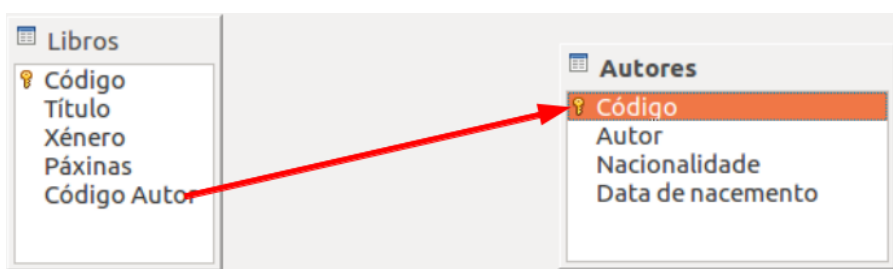 Libros
Código
Título
Xénero
Páxinas
Código Autor
Autores
Código
Autor
Nacionalidade
Data de nacemento